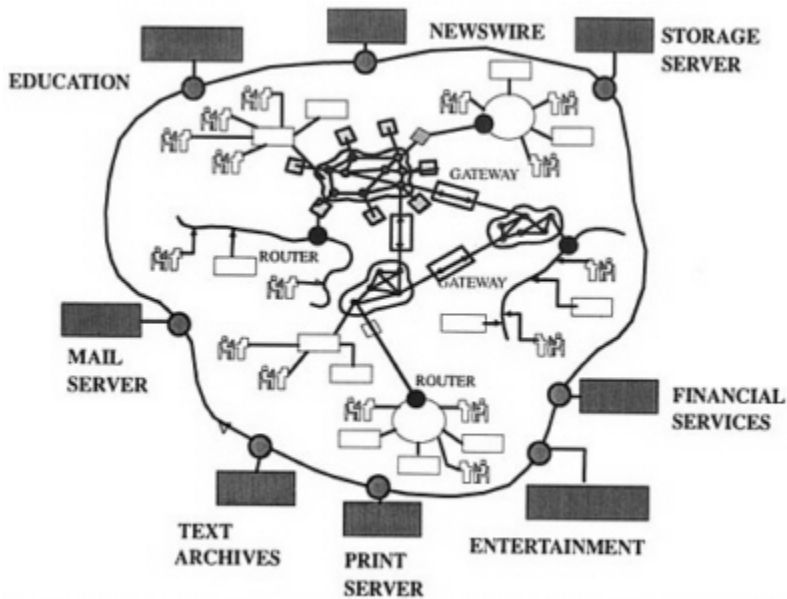 NEWSWIRE
STORAGE
SERVER
EDUCATION
GATEWAY
ROUTER
GATEWAY
MAIL
SERVER
ROUTER
FINANCIAL
SERVICES
TEXT
ARCHIVES
PRINT
SERVER
ENTERTAINMENT